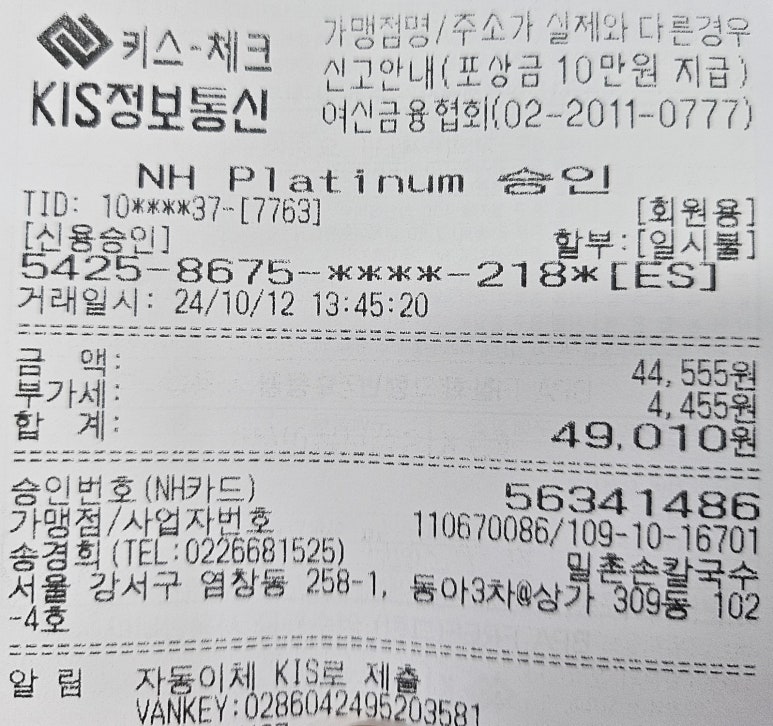 키스-체크
KIS정보통신
가맹점명/주소가 실제와 다른경우
신고안내(포상금 10만원 지급)
여신금융협회(02-2011-0777)
NH Platinum 승인
TID: 10****37-[7763] [회원용]
[신용승인] 할부:[일시불]
5425-8675-****-218*[ES]
거래일시: 24/10/12 13:45:20
금 액: 44,555원
부가세: 4,455원
합 계: 49,010원
승인번호(NH카드) 56341486
가맹점/사업자번호 110670086/109-10-16701
송경희(TEL:0226681525) 밀촌손칼국수
서울 강서구 염창동 258-1, 동아3차@상가 309동 102
-4호
알 림 자동이체 KIS로 제출
VANKEY:0286042495203581